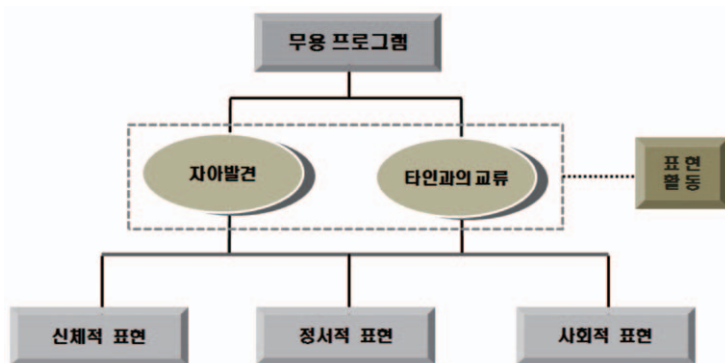 무용 프로그램
자아발견
타인과의 교류
표현
활동
신체적 표현
정서적 표현
사회적 표현